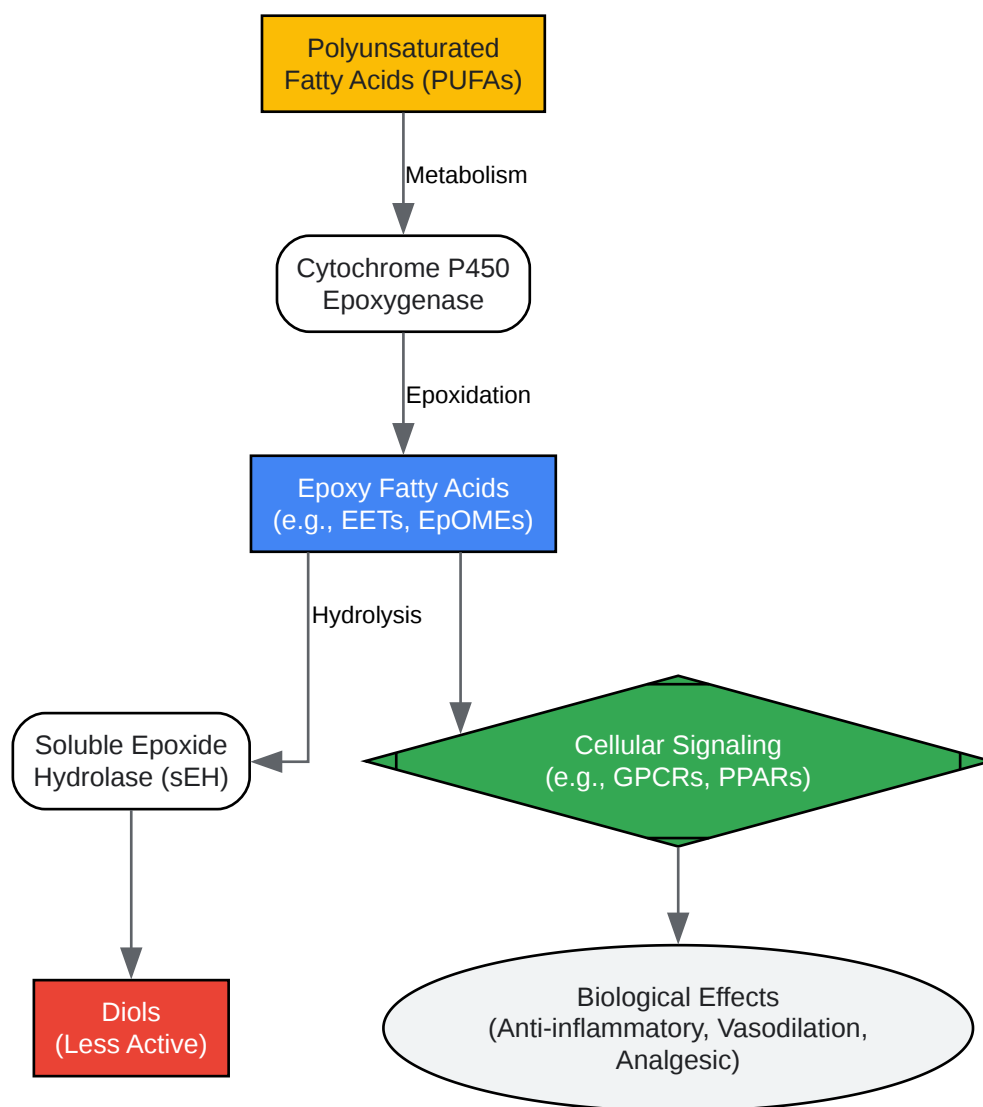 Polyunsaturated
Fatty Acids (PUFAs)
Metabolism
Cytochrome P450
Epoxygenase
Epoxidation
Epoxy Fatty Acids
(e.g., EETs, EpOMEs)
Hydrolysis
Soluble Epoxide
Hydrolase (sEH)
Cellular Signaling
(e.g., GPCRs, PPARs)
Diols
(Less Active)
Biological Effects
(Anti-inflammatory, Vasodilation,
Analgesic)